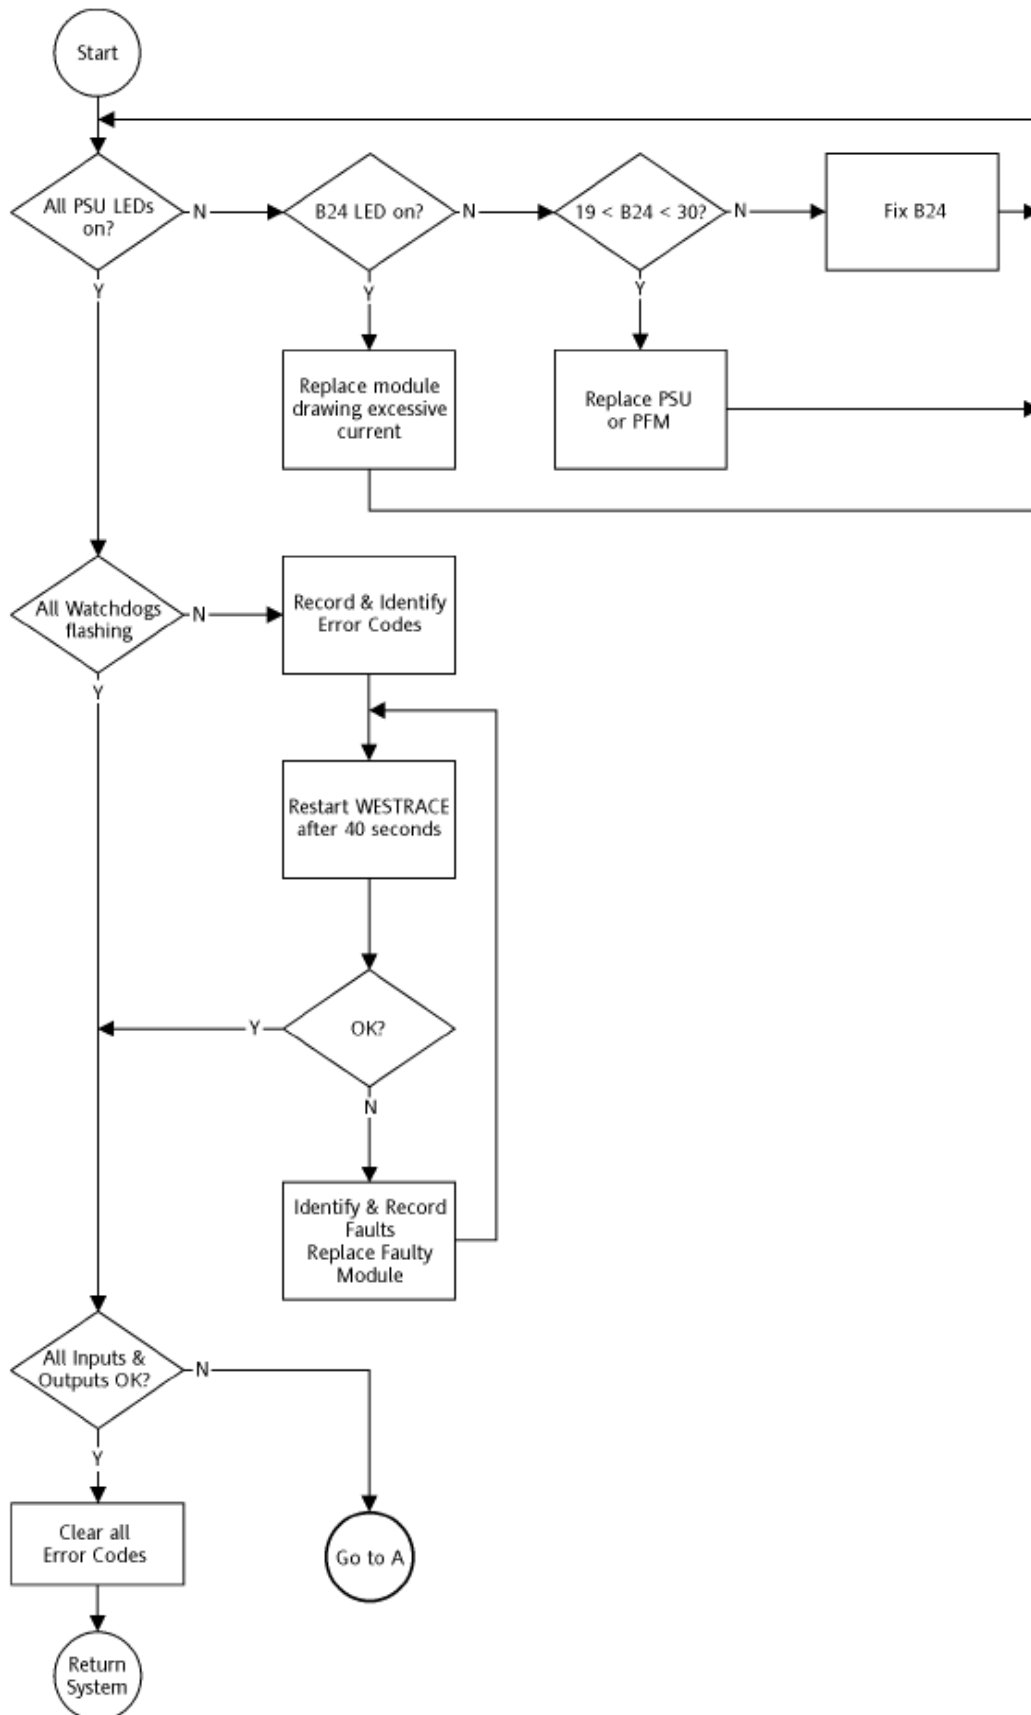 Start
All PSU LEDs
on?
N
B24 LED on?
N
19 < B24 < 30?
N
Fix B24
Y
Y
Y
Replace module
drawing excessive
current
Replace PSU
or PFM
All Watchdogs
flashing
N
Record & Identify
Error Codes
Y
Restart WESTRACE
after 40 seconds
Y
OK?
N
Identify & Record
Faults
Replace Faulty
Module
All Inputs &
Outputs OK?
N
Y
Clear all
Error Codes
Go to A
Return
System